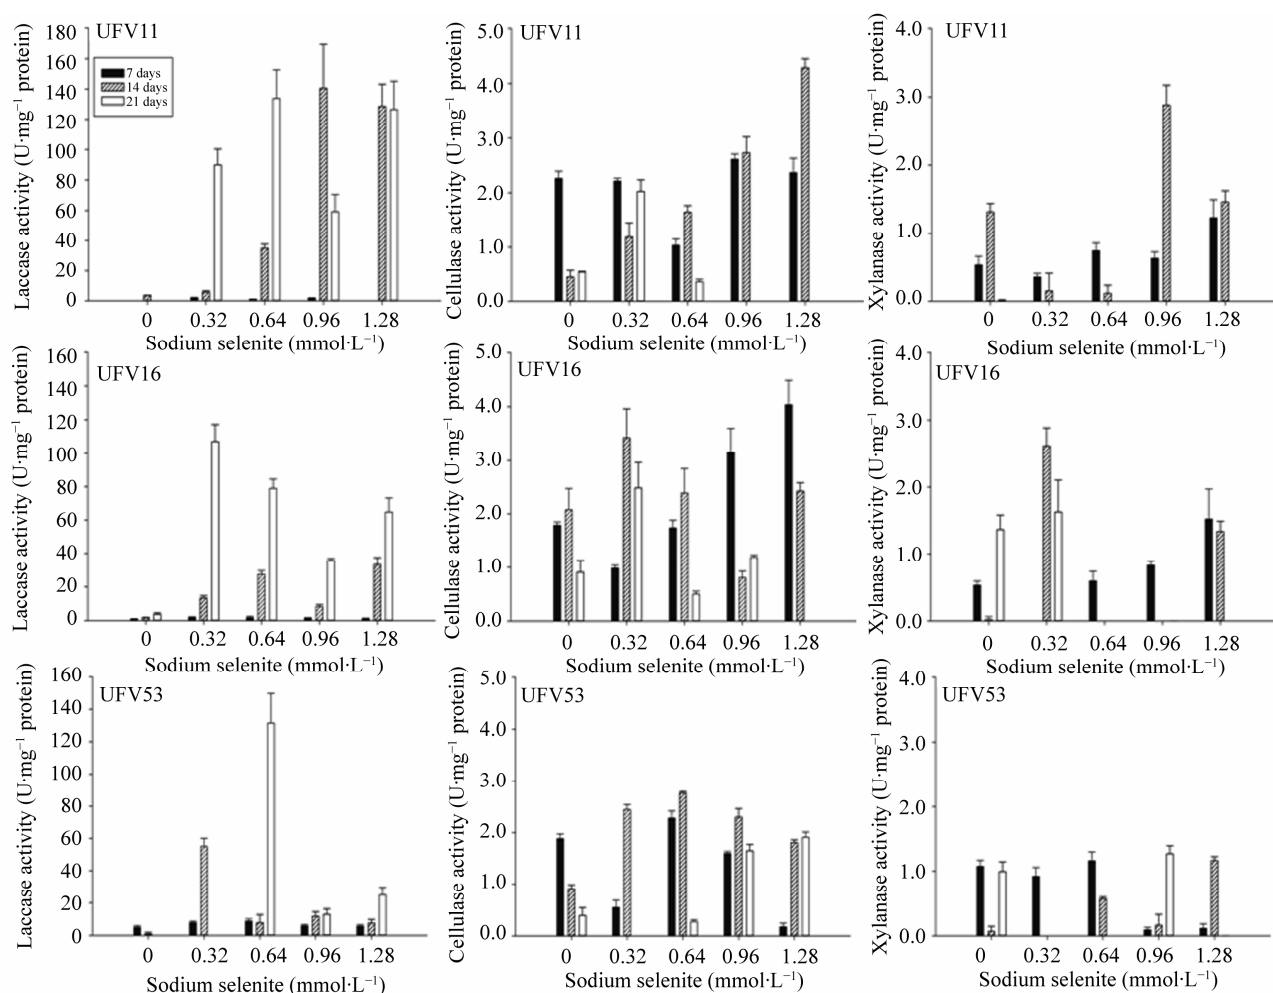 UFV11
Laccase activity (U·mg⁻¹ protein)
180
160
140
120
100
80
60
40
20
0
7 days
14 days
21 days
0 0.32 0.64 0.96 1.28
Sodium selenite (mmol·L⁻¹)
UFV11
Cellulase activity (U·mg⁻¹ protein)
5.0
4.0
3.0
2.0
1.0
0.0
0 0.32 0.64 0.96 1.28
Sodium selenite (mmol·L⁻¹)
UFV11
Xylanase activity (U·mg⁻¹ protein)
4.0
3.0
2.0
1.0
0.0
0 0.32 0.64 0.96 1.28
Sodium selenite (mmol·L⁻¹)
UFV16
Laccase activity (U·mg⁻¹ protein)
160
140
120
100
80
60
40
20
0
0 0.32 0.64 0.96 1.28
Sodium selenite (mmol·L⁻¹)
UFV16
Cellulase activity (U·mg⁻¹ protein)
5.0
4.0
3.0
2.0
1.0
0.0
0 0.32 0.64 0.96 1.28
Sodium selenite (mmol·L⁻¹)
UFV16
Xylanase activity (U·mg⁻¹ protein)
4.0
3.0
2.0
1.0
0.0
0 0.32 0.64 0.96 1.28
Sodium selenite (mmol·L⁻¹)
UFV53
Laccase activity (U·mg⁻¹ protein)
160
140
120
100
80
60
40
20
0
0 0.32 0.64 0.96 1.28
Sodium selenite (mmol·L⁻¹)
UFV53
Cellulase activity (U·mg⁻¹ protein)
5.0
4.0
3.0
2.0
1.0
0.0
0 0.32 0.64 0.96 1.28
Sodium selenite (mmol·L⁻¹)
UFV53
Xylanase activity (U·mg⁻¹ protein)
4.0
3.0
2.0
1.0
0.0
0 0.32 0.64 0.96 1.28
Sodium selenite (mmol·L⁻¹)